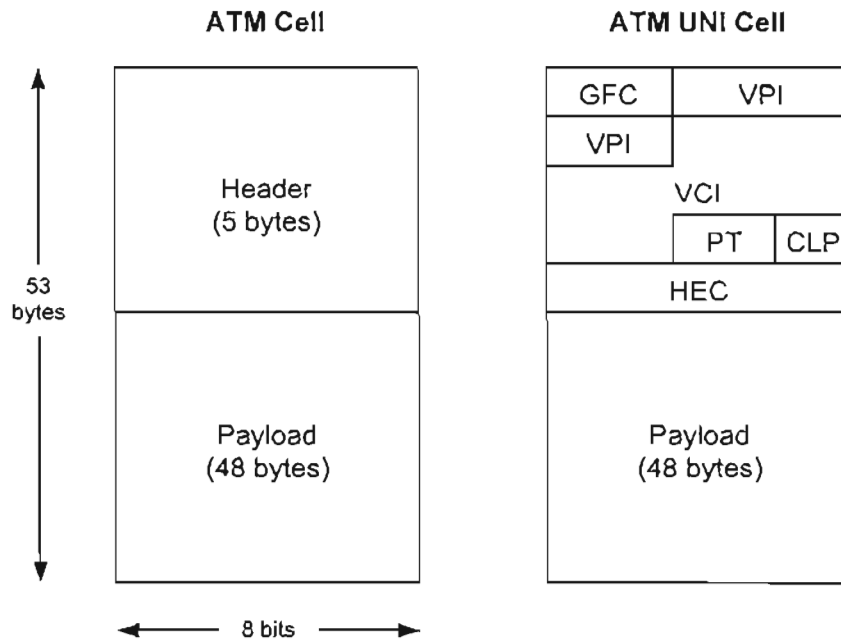 ATM Cell
ATM UNI Cell
Header
(5 bytes)
GFC
VPI
VPI
VCI
PT
CLP
HEC
53
bytes
Payload
(48 bytes)
Payload
(48 bytes)
8 bits